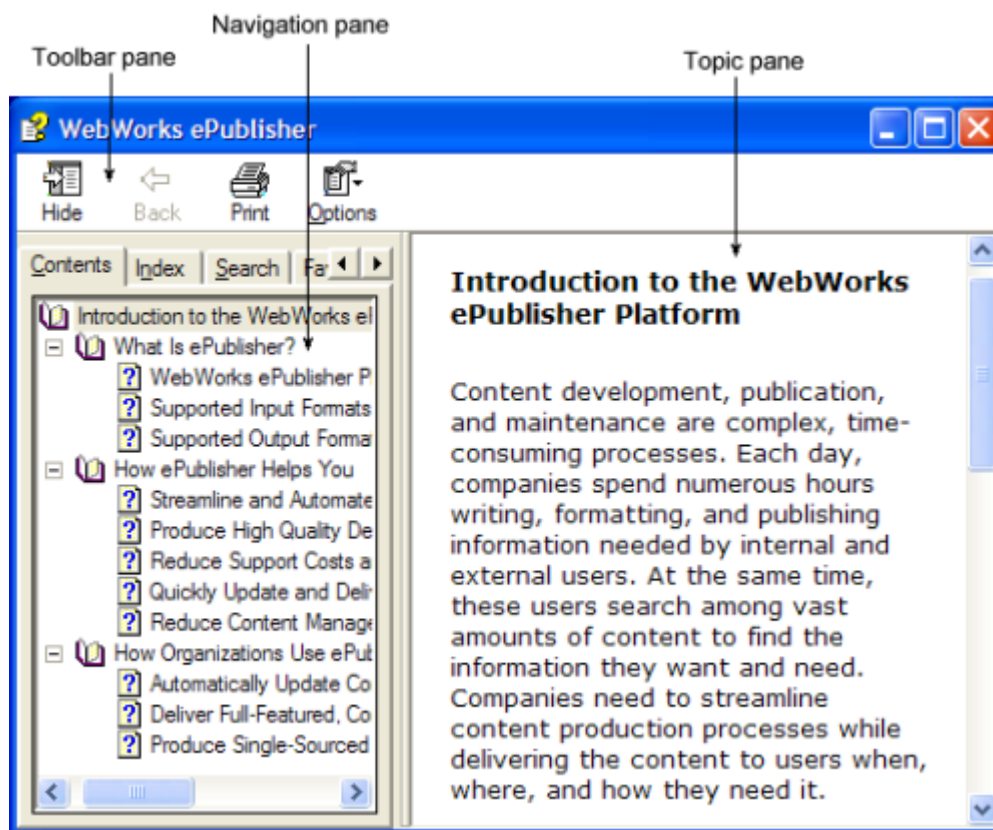 Navigation pane
Toolbar pane
Topic pane
WebWorks ePublisher
Hide
Back
Print
Options
Contents
Index
Search
Introduction to the WebWorks
What Is ePublisher?
WebWorks ePublisher
Supported Input Formats
Supported Output
How ePublisher Helps You
Streamline and Automate
Produce High Quality
Reduce Support Costs
Quickly Update and
Reduce Content
How Organizations Use
Automatically Update
Deliver Full-Featured,
Produce Single-Sourced
Introduction to the WebWorks
ePublisher Platform
Content development, publication,
and maintenance are complex, time-
consuming processes. Each day,
companies spend numerous hours
writing, formatting, and publishing
information needed by internal and
external users. At the same time,
these users search among vast
amounts of content to find the
information they want and need.
Companies need to streamline
content production processes while
delivering the content to users when,
where, and how they need it.